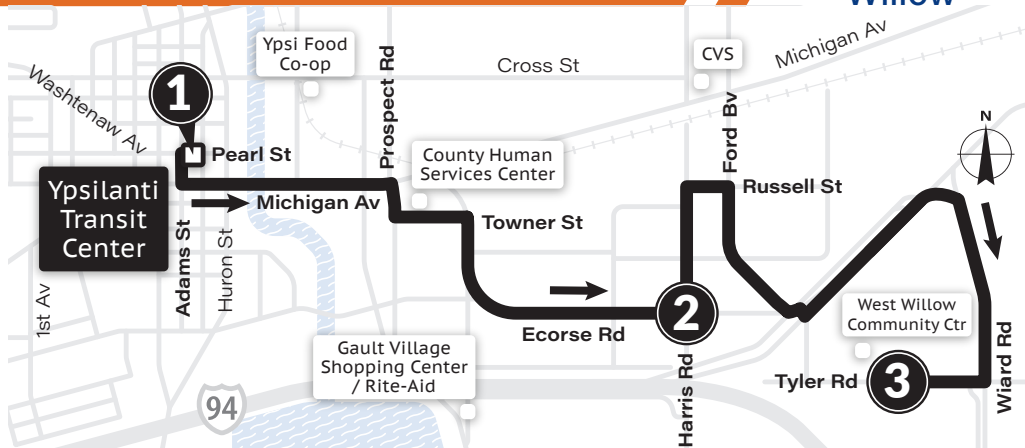 Willow
Ypsi Food
Co-op
Prospect Rd
Cross St
CVS
Michigan Av
Washtenaw Av
1
Pearl St
County Human
Services Center
Ford Bv
N
Russell St
Ypsilanti
Transit
Center
Michigan Av
Towner St
Adams St
Huron St
1st Av
Ecorse Rd
2
West Willow
Community Ctr
Gault Village
Shopping Center
/ Rite-Aid
Harris Rd
Tyler Rd
3
Wiard Rd
94